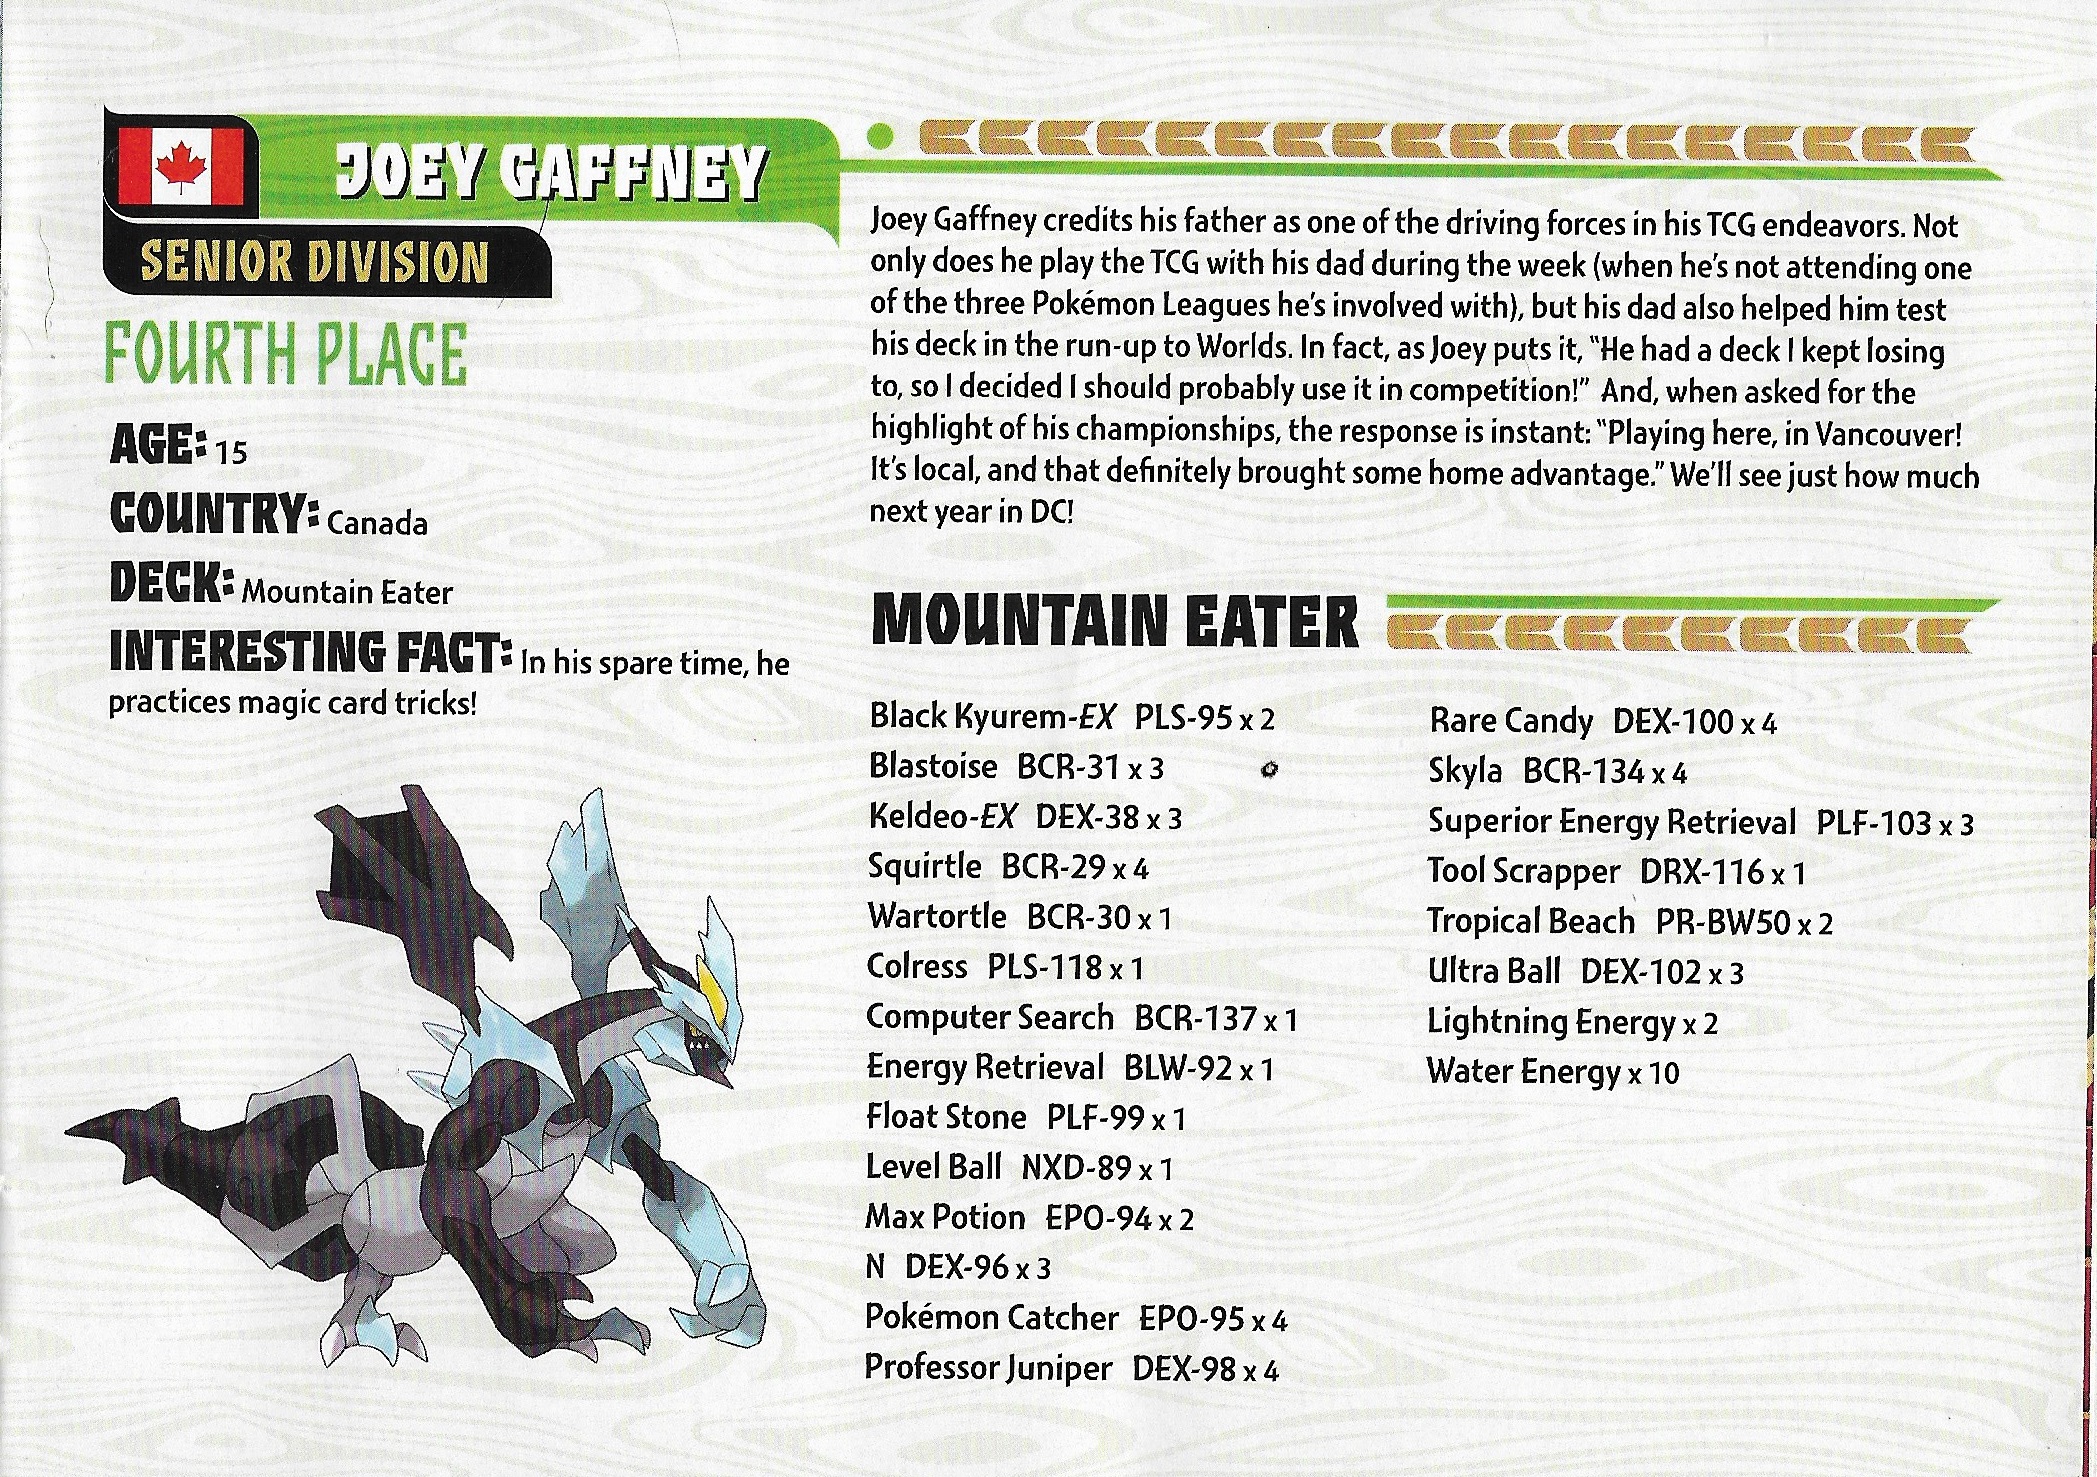 JOEY GAFFNEY
SENIOR DIVISION
FOURTH PLACE
AGE: 15
COUNTRY: Canada
DECK: Mountain Eater
INTERESTING FACT: In his spare time, he
practices magic card tricks!
Joey Gaffney credits his father as one of the driving forces in his TCG endeavors. Not
only does he play the TCG with his dad during the week (when he's not attending one
of the three Pokémon Leagues he's involved with), but his dad also helped him test
his deck in the run-up to Worlds. In fact, as Joey puts it, "He had a deck I kept losing
to, so I decided I should probably use it in competition!" And, when asked for the
highlight of his championships, the response is instant: "Playing here, in Vancouver!
It's local, and that definitely brought some home advantage." We'll see just how much
next year in DC!
MOUNTAIN EATER
Black Kyurem-EX PLS-95 x 2
Blastoise BCR-31 x 3
Keldeo-EX DEX-38 x 3
Squirtle BCR-29 x 4
Wartortle BCR-30 x 1
Colress PLS-118 x 1
Computer Search BCR-137 x 1
Energy Retrieval BLW-92 x 1
Float Stone PLF-99 x 1
Level Ball NXD-89 x 1
Max Potion EPO-94 x 2
N DEX-96 x 3
Pokémon Catcher EPO-95 x 4
Professor Juniper DEX-98 x 4
Rare Candy DEX-100 x 4
Skyla BCR-134 x 4
Superior Energy Retrieval PLF-103 x 3
Tool Scrapper DRX-116 x 1
Tropical Beach PR-BW50 x 2
Ultra Ball DEX-102 x 3
Lightning Energy x 2
Water Energy x 10